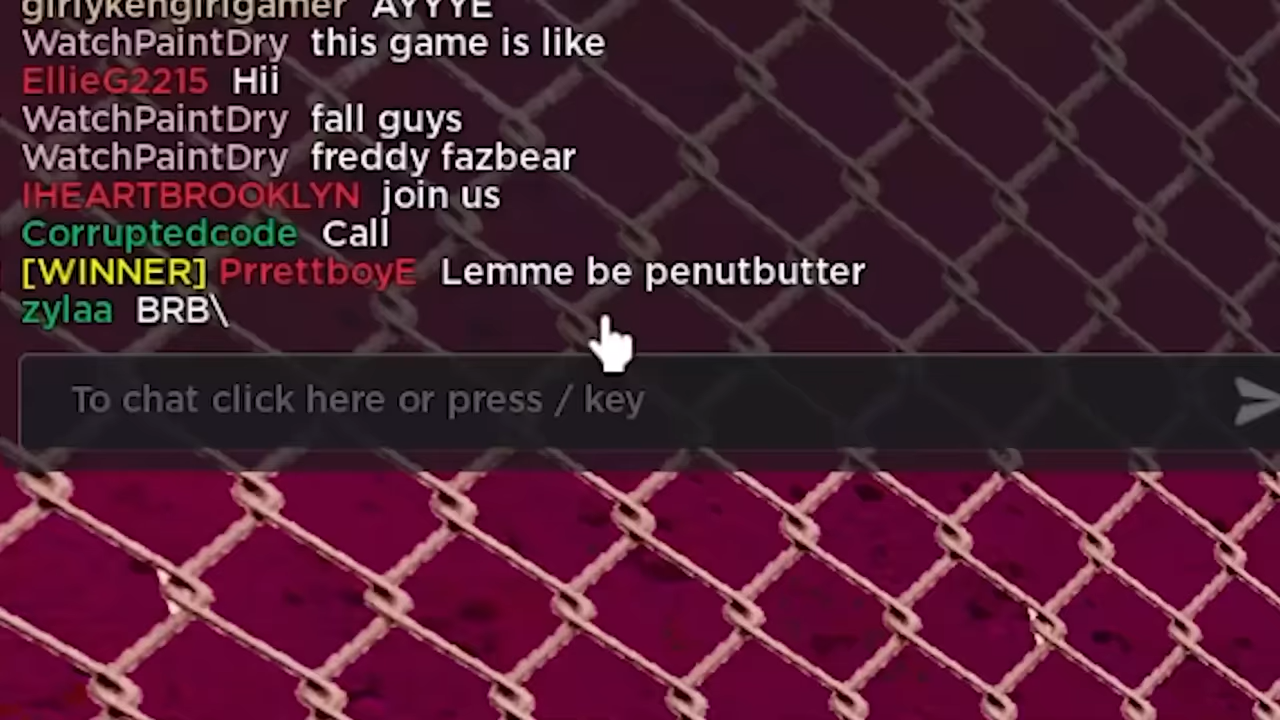 girlykengirlgamer AYYYE
WatchPaintDry this game is like
EllieG2215 Hii
WatchPaintDry fall guys
WatchPaintDry freddy fazbear
IHEARTBROOKLYN join us
Corruptedcode Call
[WINNER] PrrettboyE Lemme be penutbutter
zylaa BRB\
To chat click here or press / key